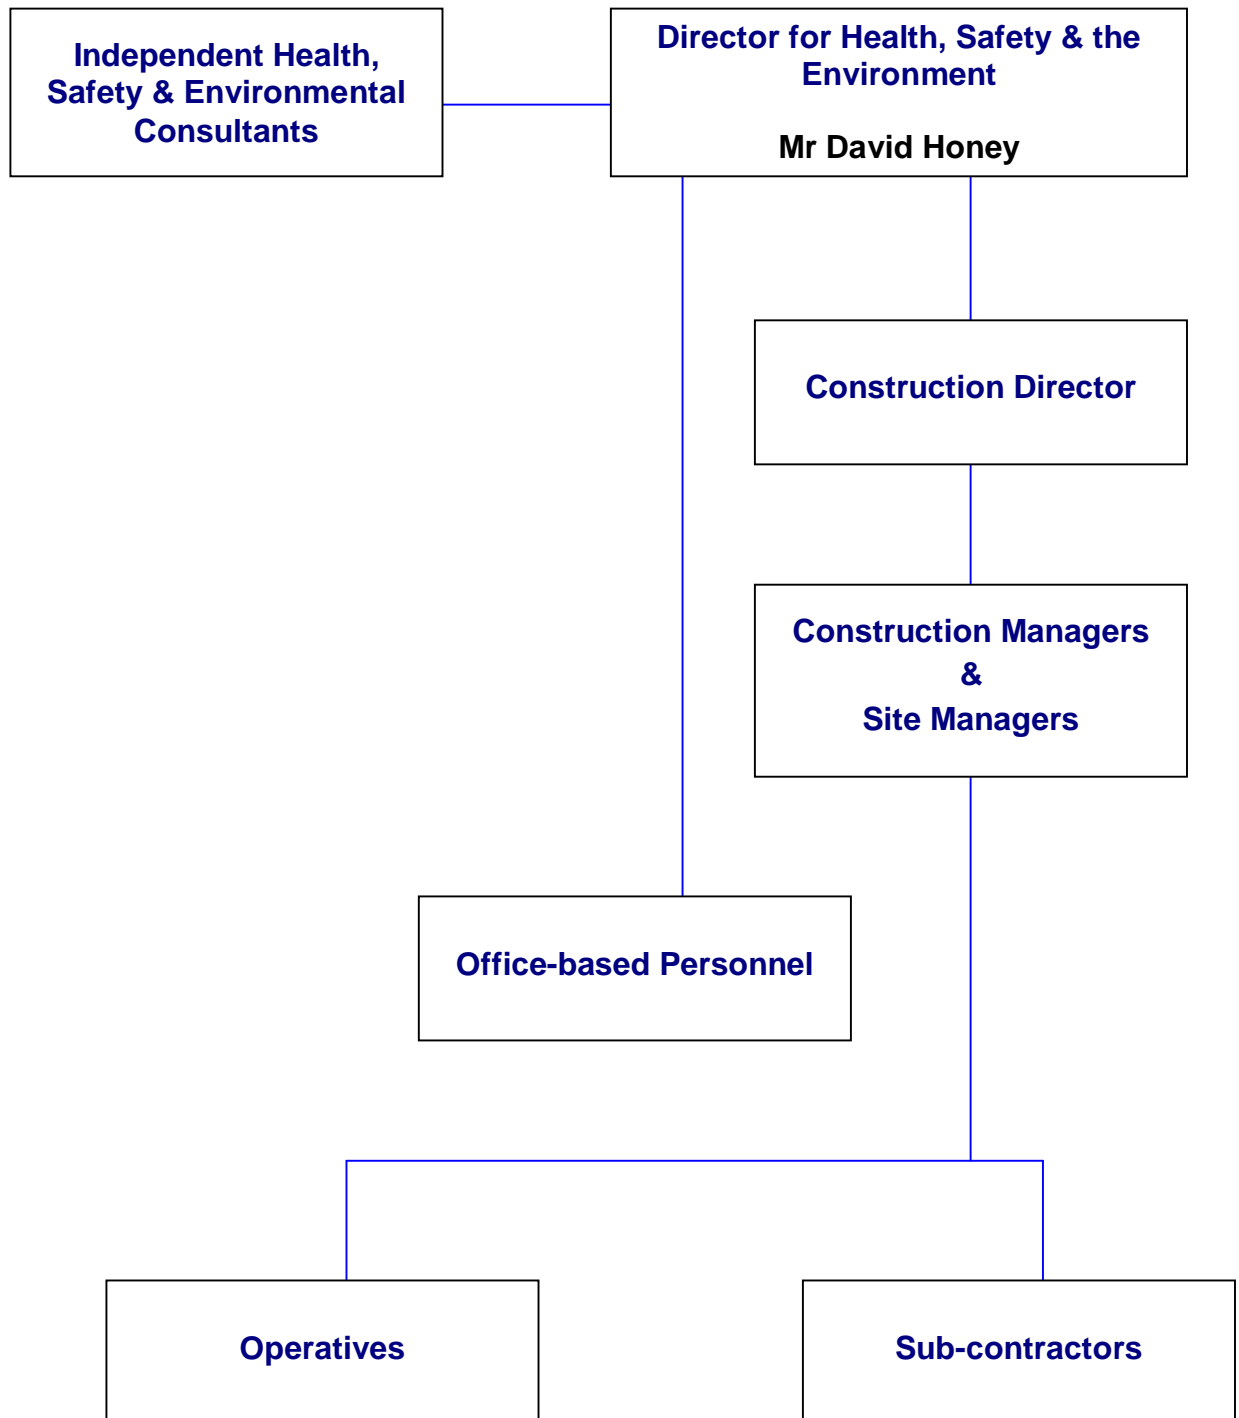 Independent Health,
Safety & Environmental
Consultants
Director for Health, Safety & the
Environment
Mr David Honey
Construction Director
Construction Managers
&
Site Managers
Office-based Personnel
Operatives
Sub-contractors